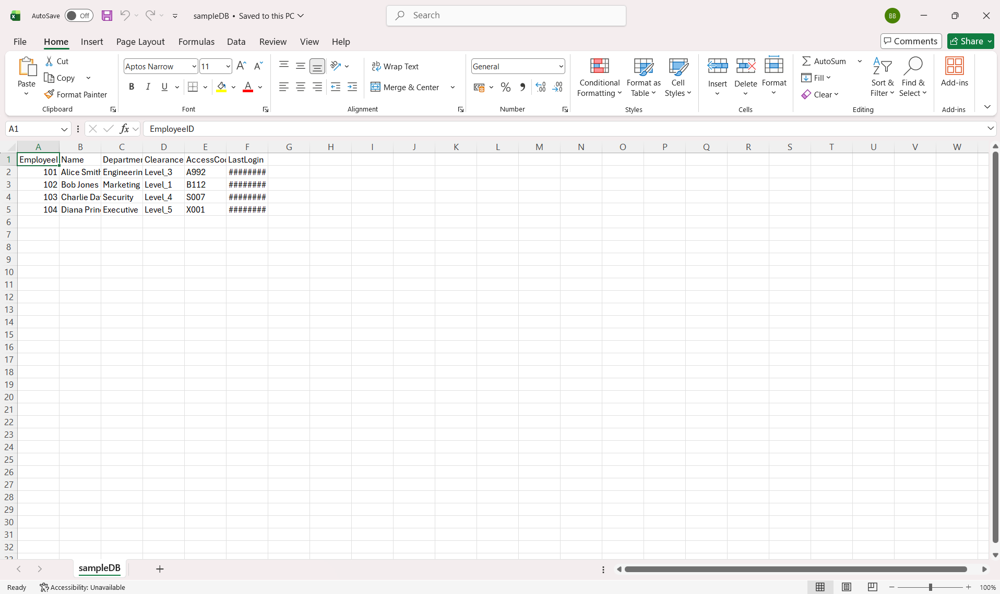 AutoSave Off sampleDB • Saved to this PC Search BB
File Home Insert Page Layout Formulas Data Review View Help Comments Share
Paste Cut Copy Format Painter Clipboard
Aptos Narrow 11 A A B I U A Font
ab Wrap Text Merge & Center Alignment
General % Number
Conditional Formatting Format as Table Cell Styles Styles
Insert Delete Format Cells
AutoSum Fill Clear Sort & Filter Find & Select Editing
Add-ins Add-ins
A1 fx EmployeeID
A B C D E F G H I J K L M N O P Q R S T U V W
1 EmployeeI Name Departmer Clearance AccessCo LastLogin
2 101 Alice Smith Engineerin Level_3 A992 ########
3 102 Bob Jones Marketing Level_1 B112 ########
4 103 Charlie Da Security Level_4 S007 ########
5 104 Diana Prin Executive Level_5 X001 ########
6
7
8
9
10
11
12
13
14
15
16
17
18
19
20
21
22
23
24
25
26
27
28
29
30
31
32
sampleDB
Ready Accessibility: Unavailable 100%